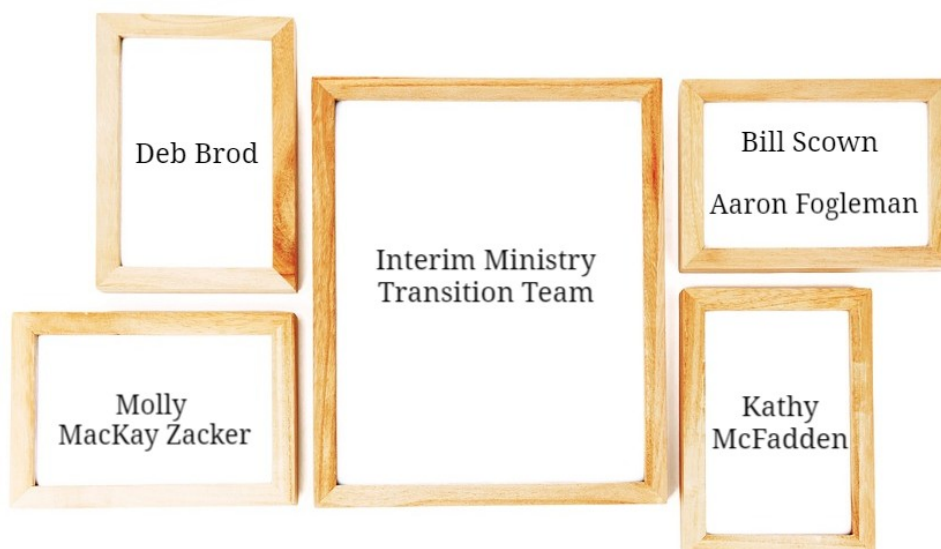 Deb Brod
Interim Ministry
Transition Team
Bill Scown
Aaron Fogleman
Molly
MacKay Zacker
Kathy
McFadden